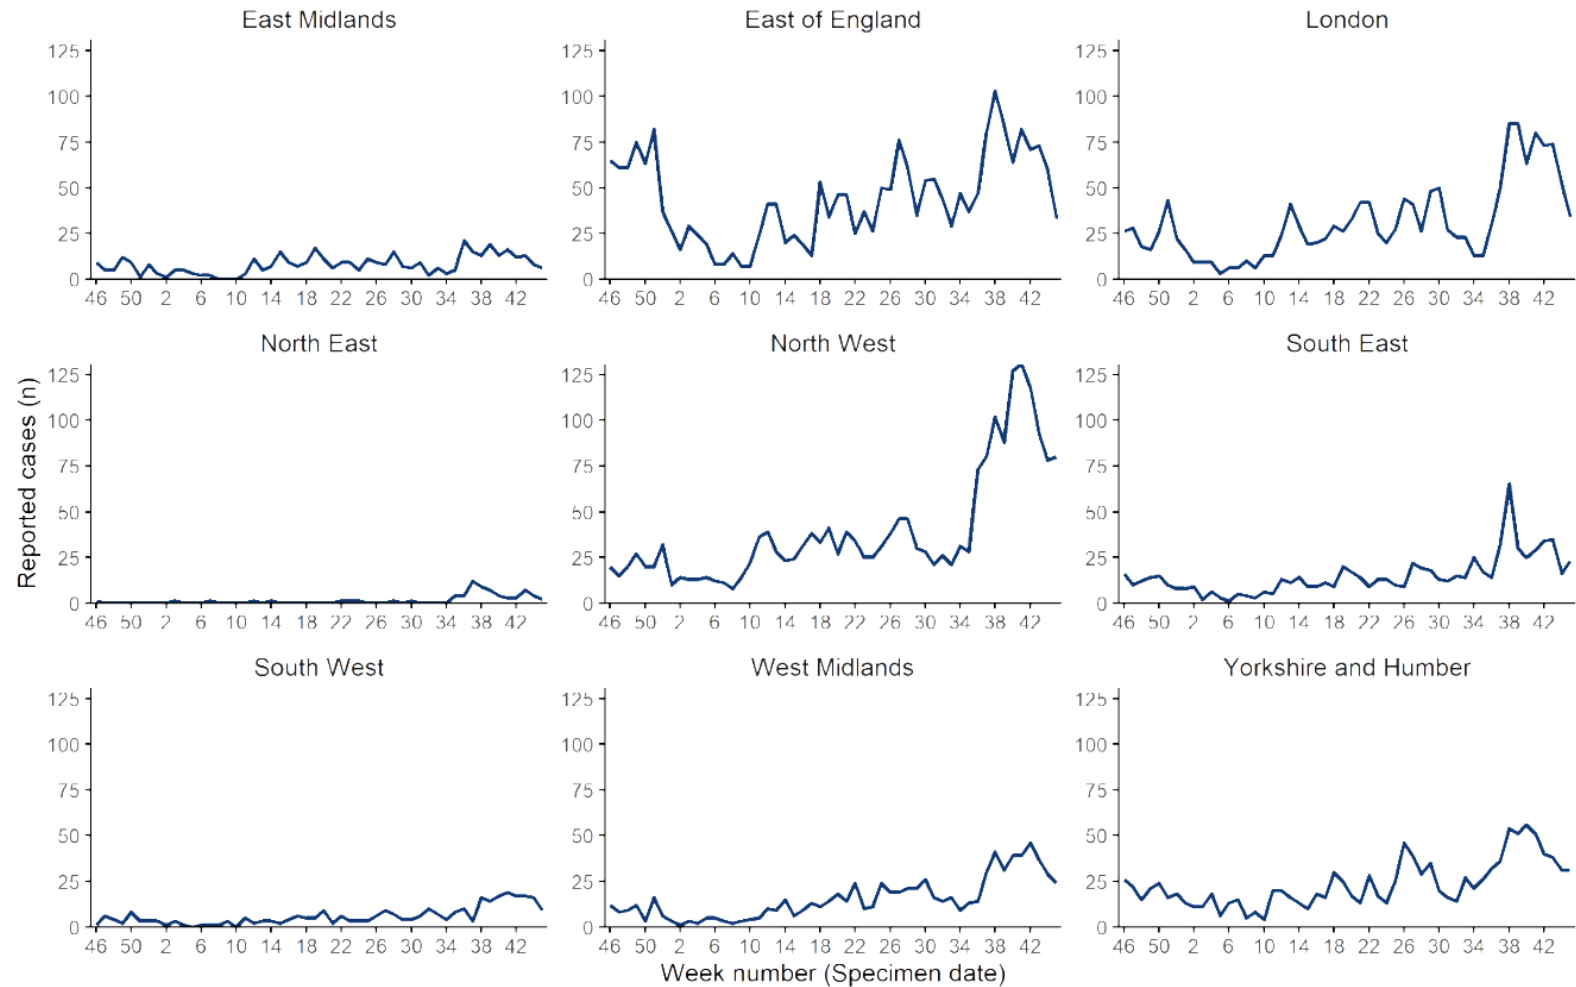 East Midlands East of England London
125 125 125
100 100 100
75 75 75
50 50 50
25 25 25
0 0 0
46 50 2 6 10 14 18 22 26 30 34 38 42 46 50 2 6 10 14 18 22 26 30 34 38 42 46 50 2 6 10 14 18 22 26 30 34 38 42
North East North West South East
Reported cases (n)
125 125 125
100 100 100
75 75 75
50 50 50
25 25 25
0 0 0
46 50 2 6 10 14 18 22 26 30 34 38 42 46 50 2 6 10 14 18 22 26 30 34 38 42 46 50 2 6 10 14 18 22 26 30 34 38 42
South West West Midlands Yorkshire and Humber
125 125 125
100 100 100
75 75 75
50 50 50
25 25 25
0 0 0
46 50 2 6 10 14 18 22 26 30 34 38 42 46 50 2 6 10 14 18 22 26 30 34 38 42 46 50 2 6 10 14 18 22 26 30 34 38 42
Week number (Specimen date)